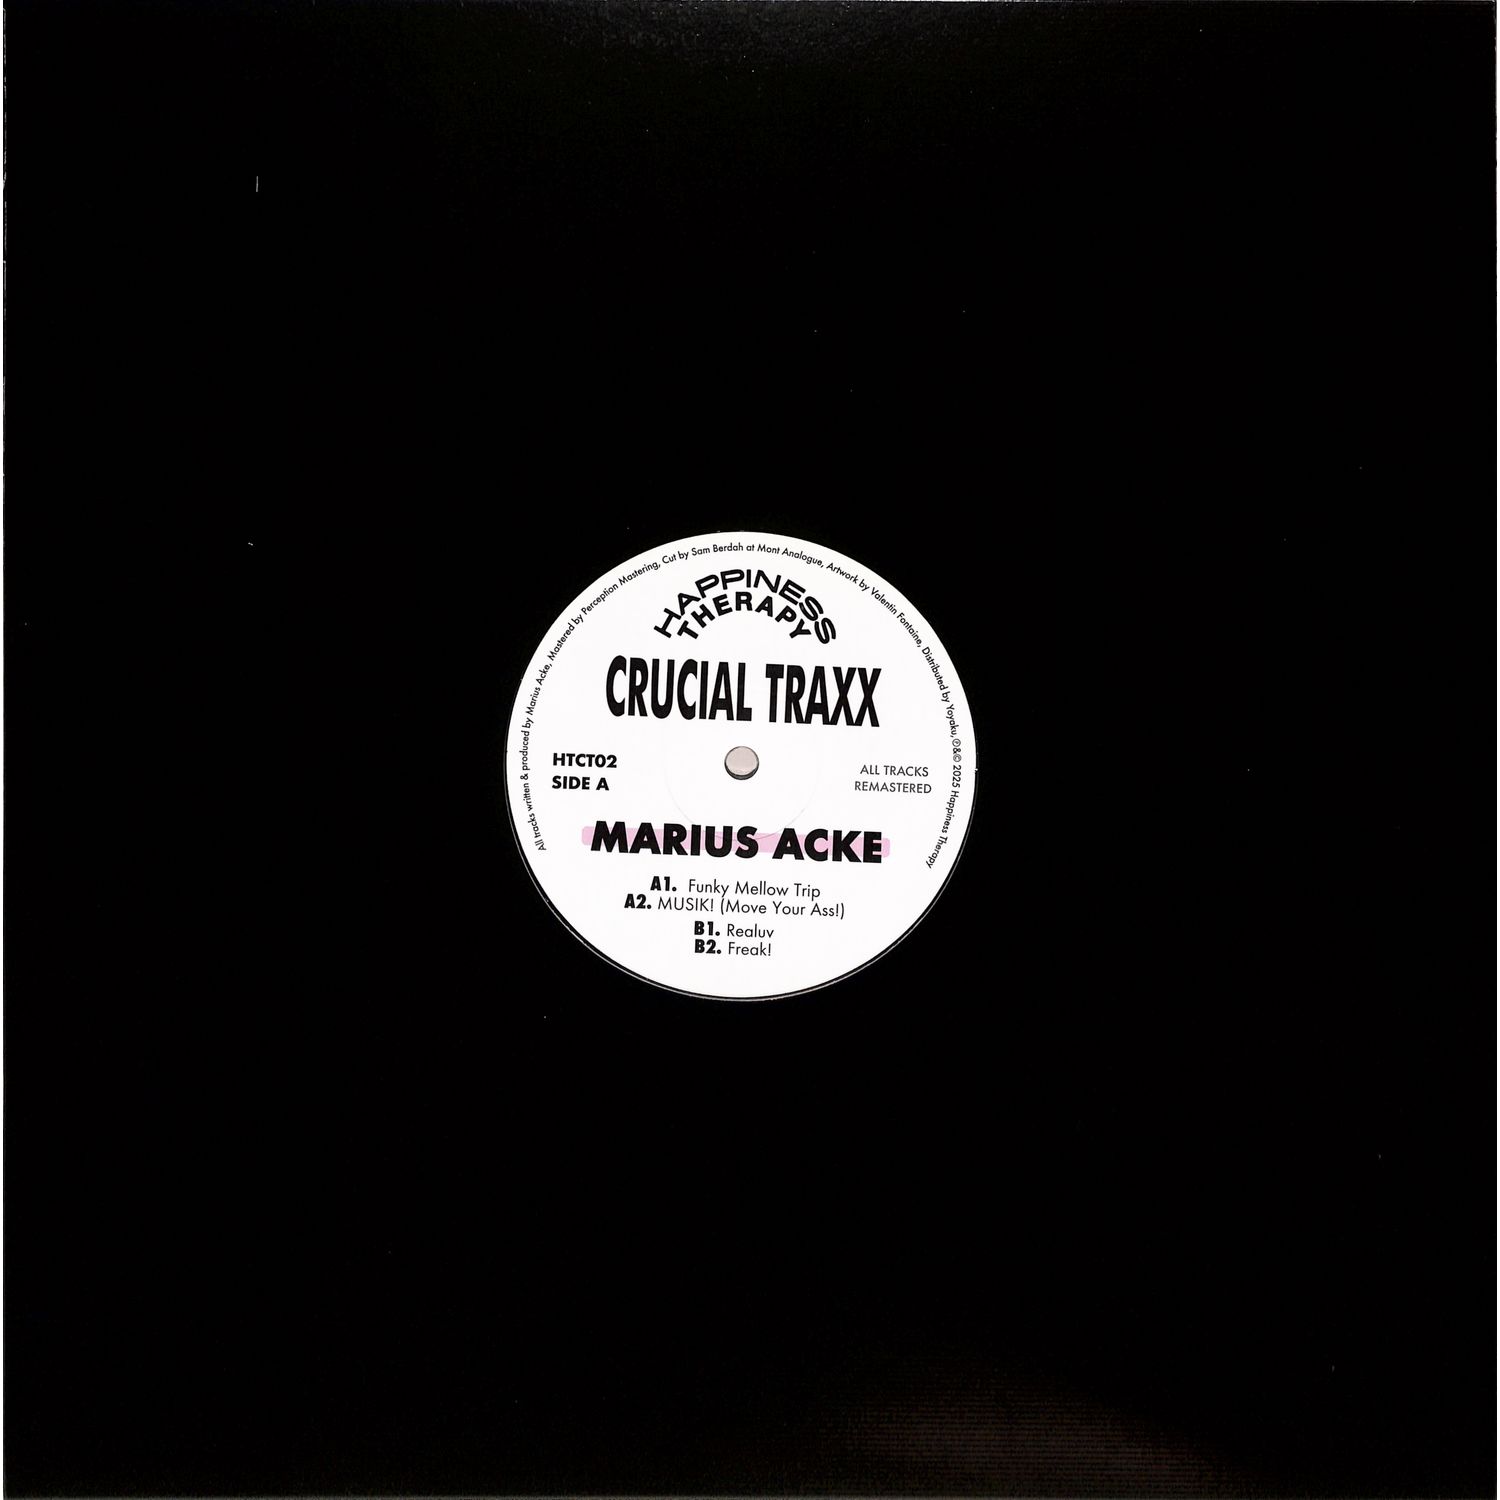 All tracks written & produced by Marius Acke, Mastered by Perception Mastering, Cut by Sam Berdah at Mont Analogue, Artwork by Valentin Fontaine, Distributed by Yoyaku, ℗&© 2025 Happiness Therapy
HAPPINESS
THERAPY
CRUCIAL TRAXX
HTCT02
SIDE A
ALL TRACKS
REMASTERED
MARIUS ACKE
A1. Funky Mellow Trip
A2. MUSIK! (Move Your Ass!)
B1. Realuv
B2. Freak!